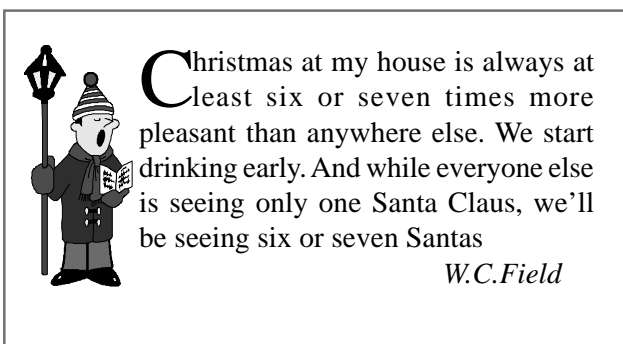 Christmas at my house is always at
least six or seven times more
pleasant than anywhere else. We start
drinking early. And while everyone else
is seeing only one Santa Claus, we'll
be seeing six or seven Santas
W.C.Field